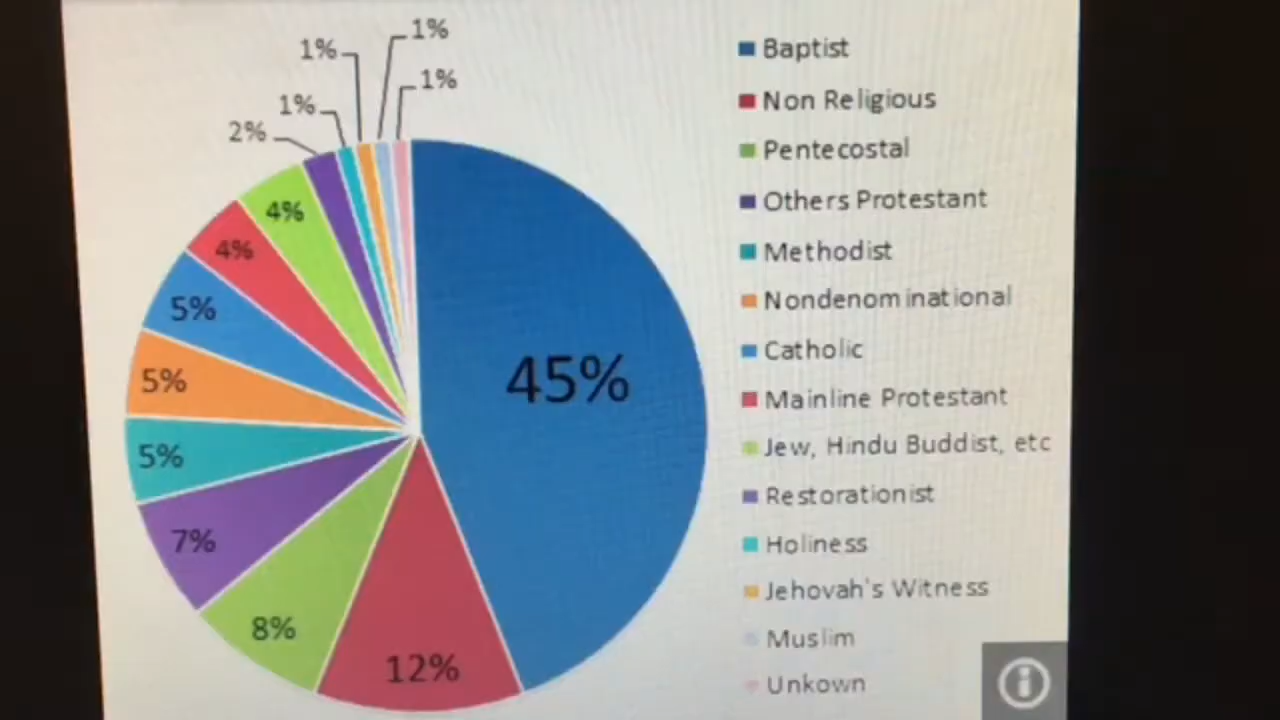 1%
1%
1%
1%
2%
4%
4%
5%
5%
5%
7%
8%
12%
45%
Baptist
Non Religious
Pentecostal
Others Protestant
Methodist
Nondenominational
Catholic
Mainline Protestant
Jew, Hindu Buddist, etc
Restorationist
Holiness
Jehovah's Witness
Muslim
Unkown